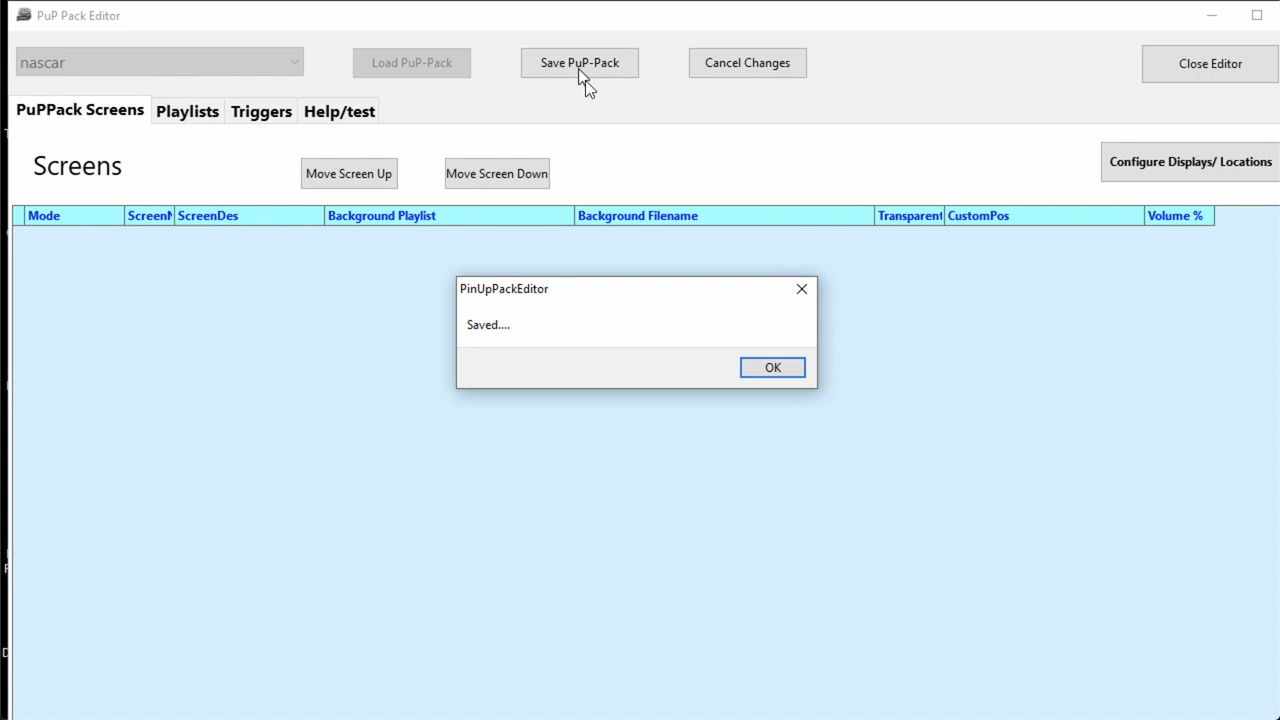 PuP Pack Editor
nascar
Load PuP-Pack
Save PuP-Pack
Cancel Changes
Close Editor
PuPPack Screens
Playlists
Triggers
Help/test
Screens
Move Screen Up
Move Screen Down
Configure Displays/ Locations
Mode
ScreenN
ScreenDes
Background Playlist
Background Filename
Transparent
CustomPos
Volume %
PinUpPackEditor
Saved....
OK